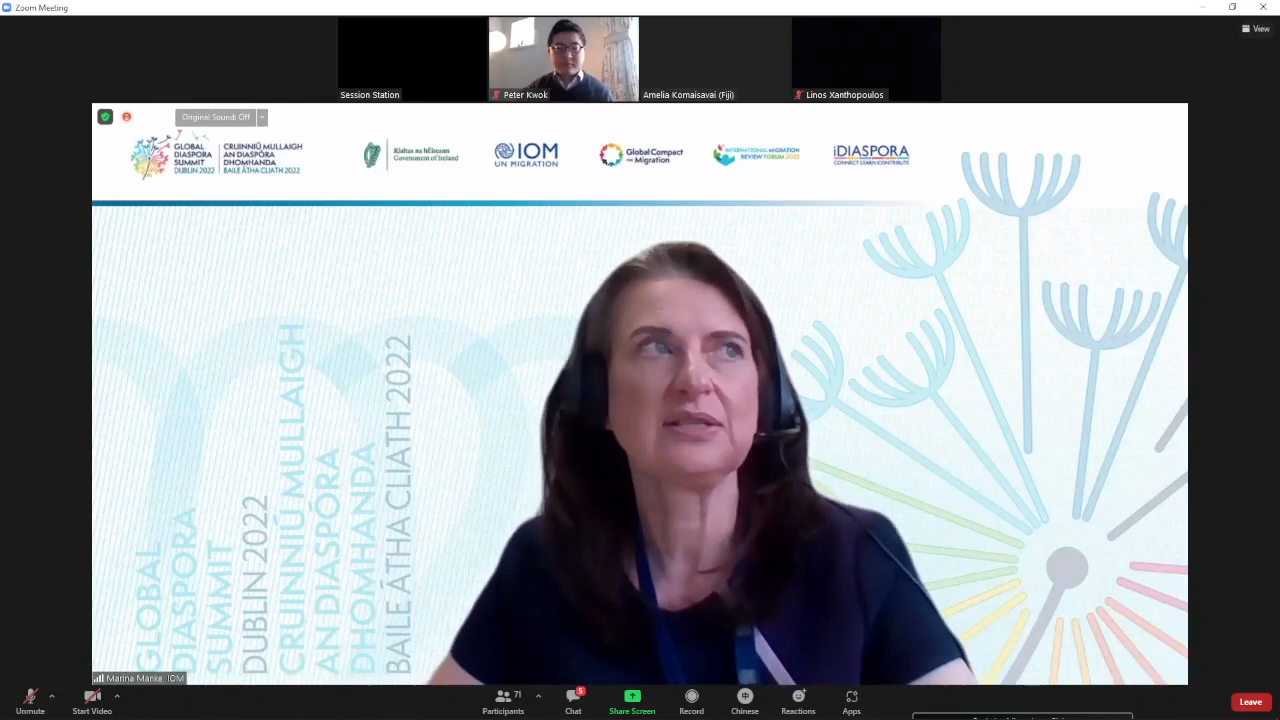 Zoom Meeting
View
Session Station
Peter Kwok
Amelia Komaisavai (Fiji)
Linos Xanthopoulos
Original Sound: Off
GLOBAL
DIASPORA
SUMMIT
DUBLIN 2022
CRUINNIÚ MULLAIGH
AN DIASPÓRA
DHOMHANDA
BAILE ÁTHA CLIATH 2022
Rialtas na hÉireann
Government of Ireland
IOM
UN MIGRATION
Global Compact
FOR Migration
INTERNATIONAL MIGRATION
REVIEW FORUM 2022
iDIASPORA
CONNECT LEARN CONTRIBUTE
GLOBAL
DIASPORA
SUMMIT
DUBLIN 2022
CRUINNIÚ MULLAIGH
AN DIASPÓRA
DHOMHANDA
BAILE ÁTHA CLIATH 2022
Marina Manke, IOM
Unmute
Start Video
71
Participants
5
Chat
Share Screen
Record
中
Chinese
Reactions
Apps
Leave